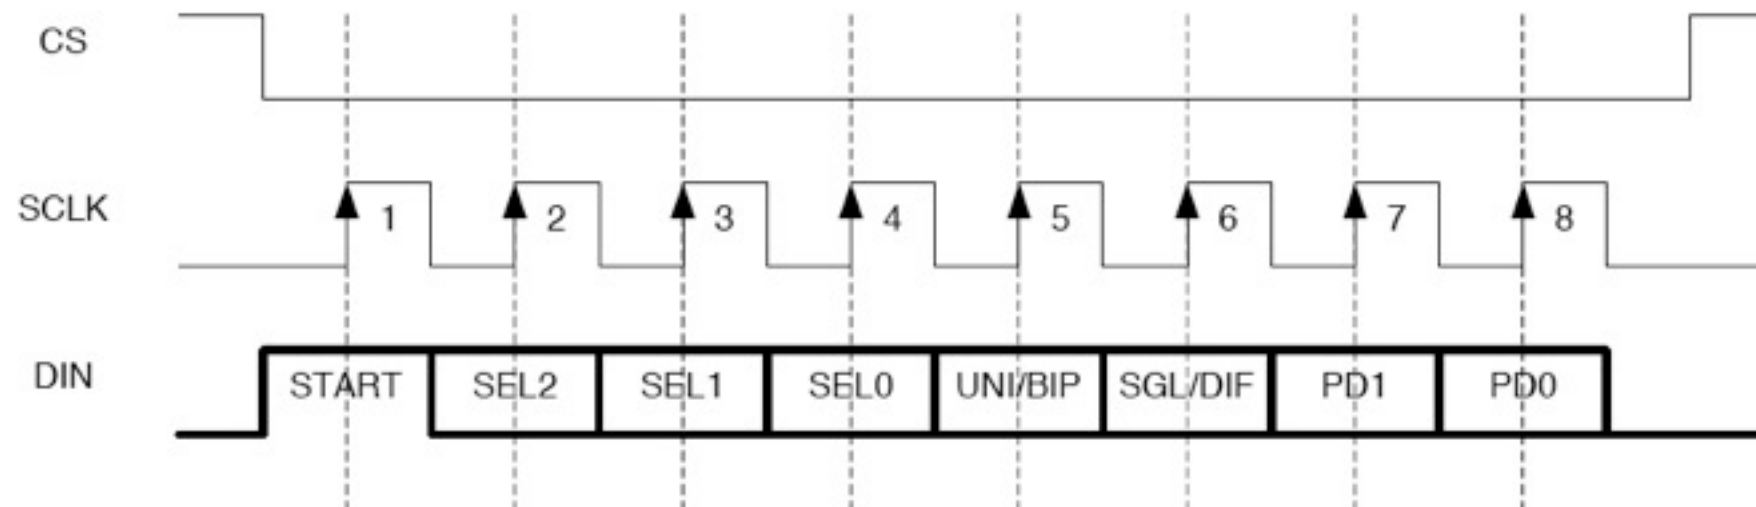 CS
SCLK 1 2 3 4 5 6 7 8
DIN START SEL2 SEL1 SEL0 UNI/BIP SGL/DIF PD1 PD0